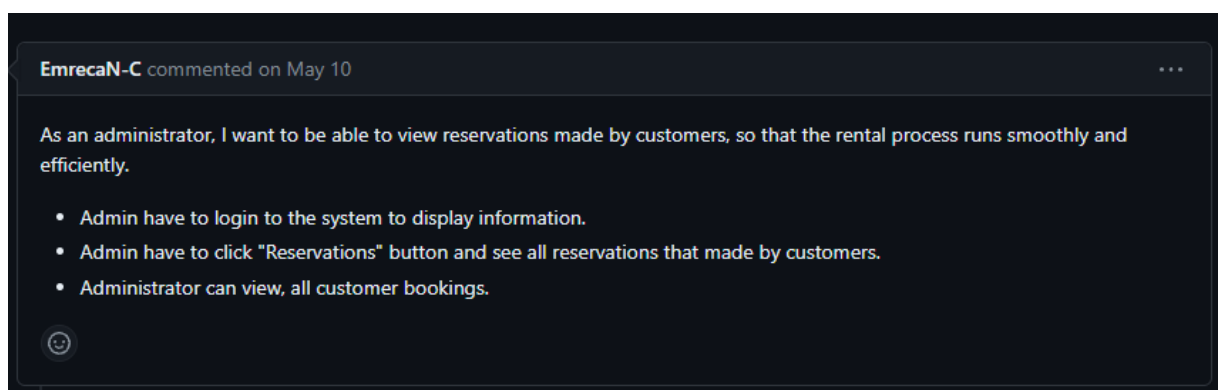 EmrecaN-C commented on May 10
As an administrator, I want to be able to view reservations made by customers, so that the rental process runs smoothly and
efficiently.
• Admin have to login to the system to display information.
• Admin have to click "Reservations" button and see all reservations that made by customers.
• Administrator can view, all customer bookings.